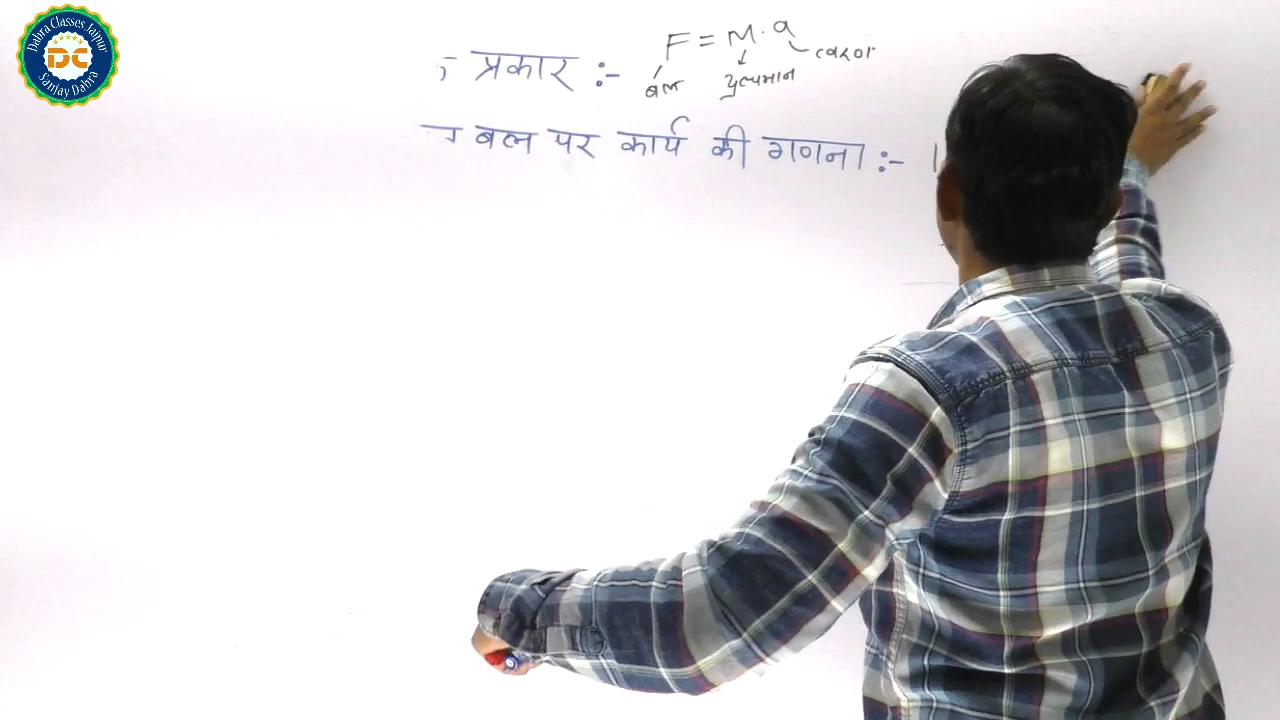 Dabra Classes Jaipur
DC
Sanjay Dabra
F = M . a
प्रकार :-
बल
द्रव्यमान
त्वरण
बल पर कार्य की गणना :-